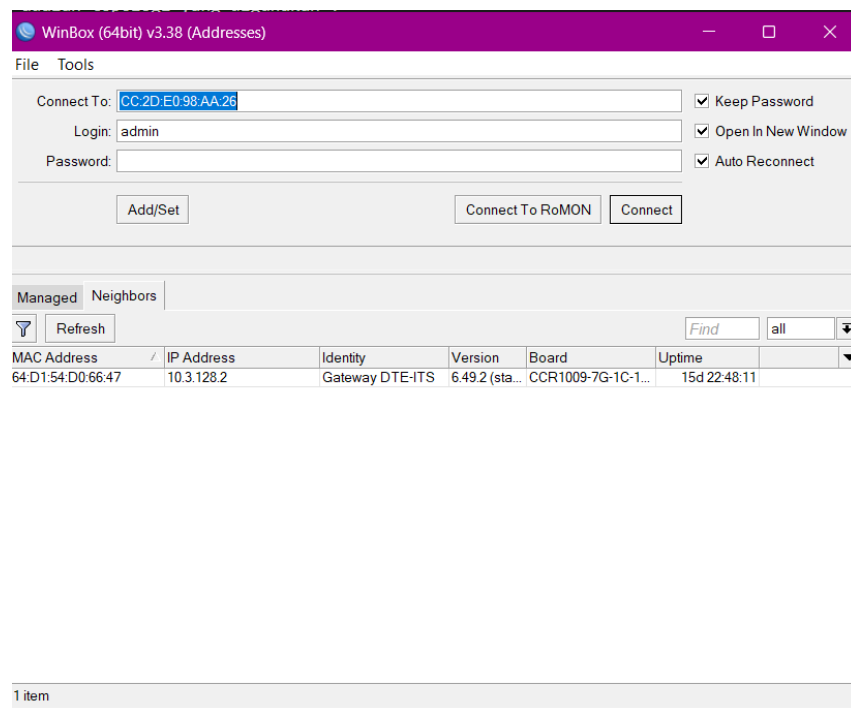 WinBox (64bit) v3.38 (Addresses)
File Tools
Connect To: CC:2D:E0:98:AA:26
Keep Password
Login: admin
Open In New Window
Password:
Auto Reconnect
Add/Set
Connect To RoMON
Connect
Managed Neighbors
Refresh
Find
all
MAC Address IP Address Identity Version Board Uptime
64:D1:54:D0:66:47 10.3.128.2 Gateway DTE-ITS 6.49.2 (sta... CCR1009-7G-1C-1... 15d 22:48:11
1 item